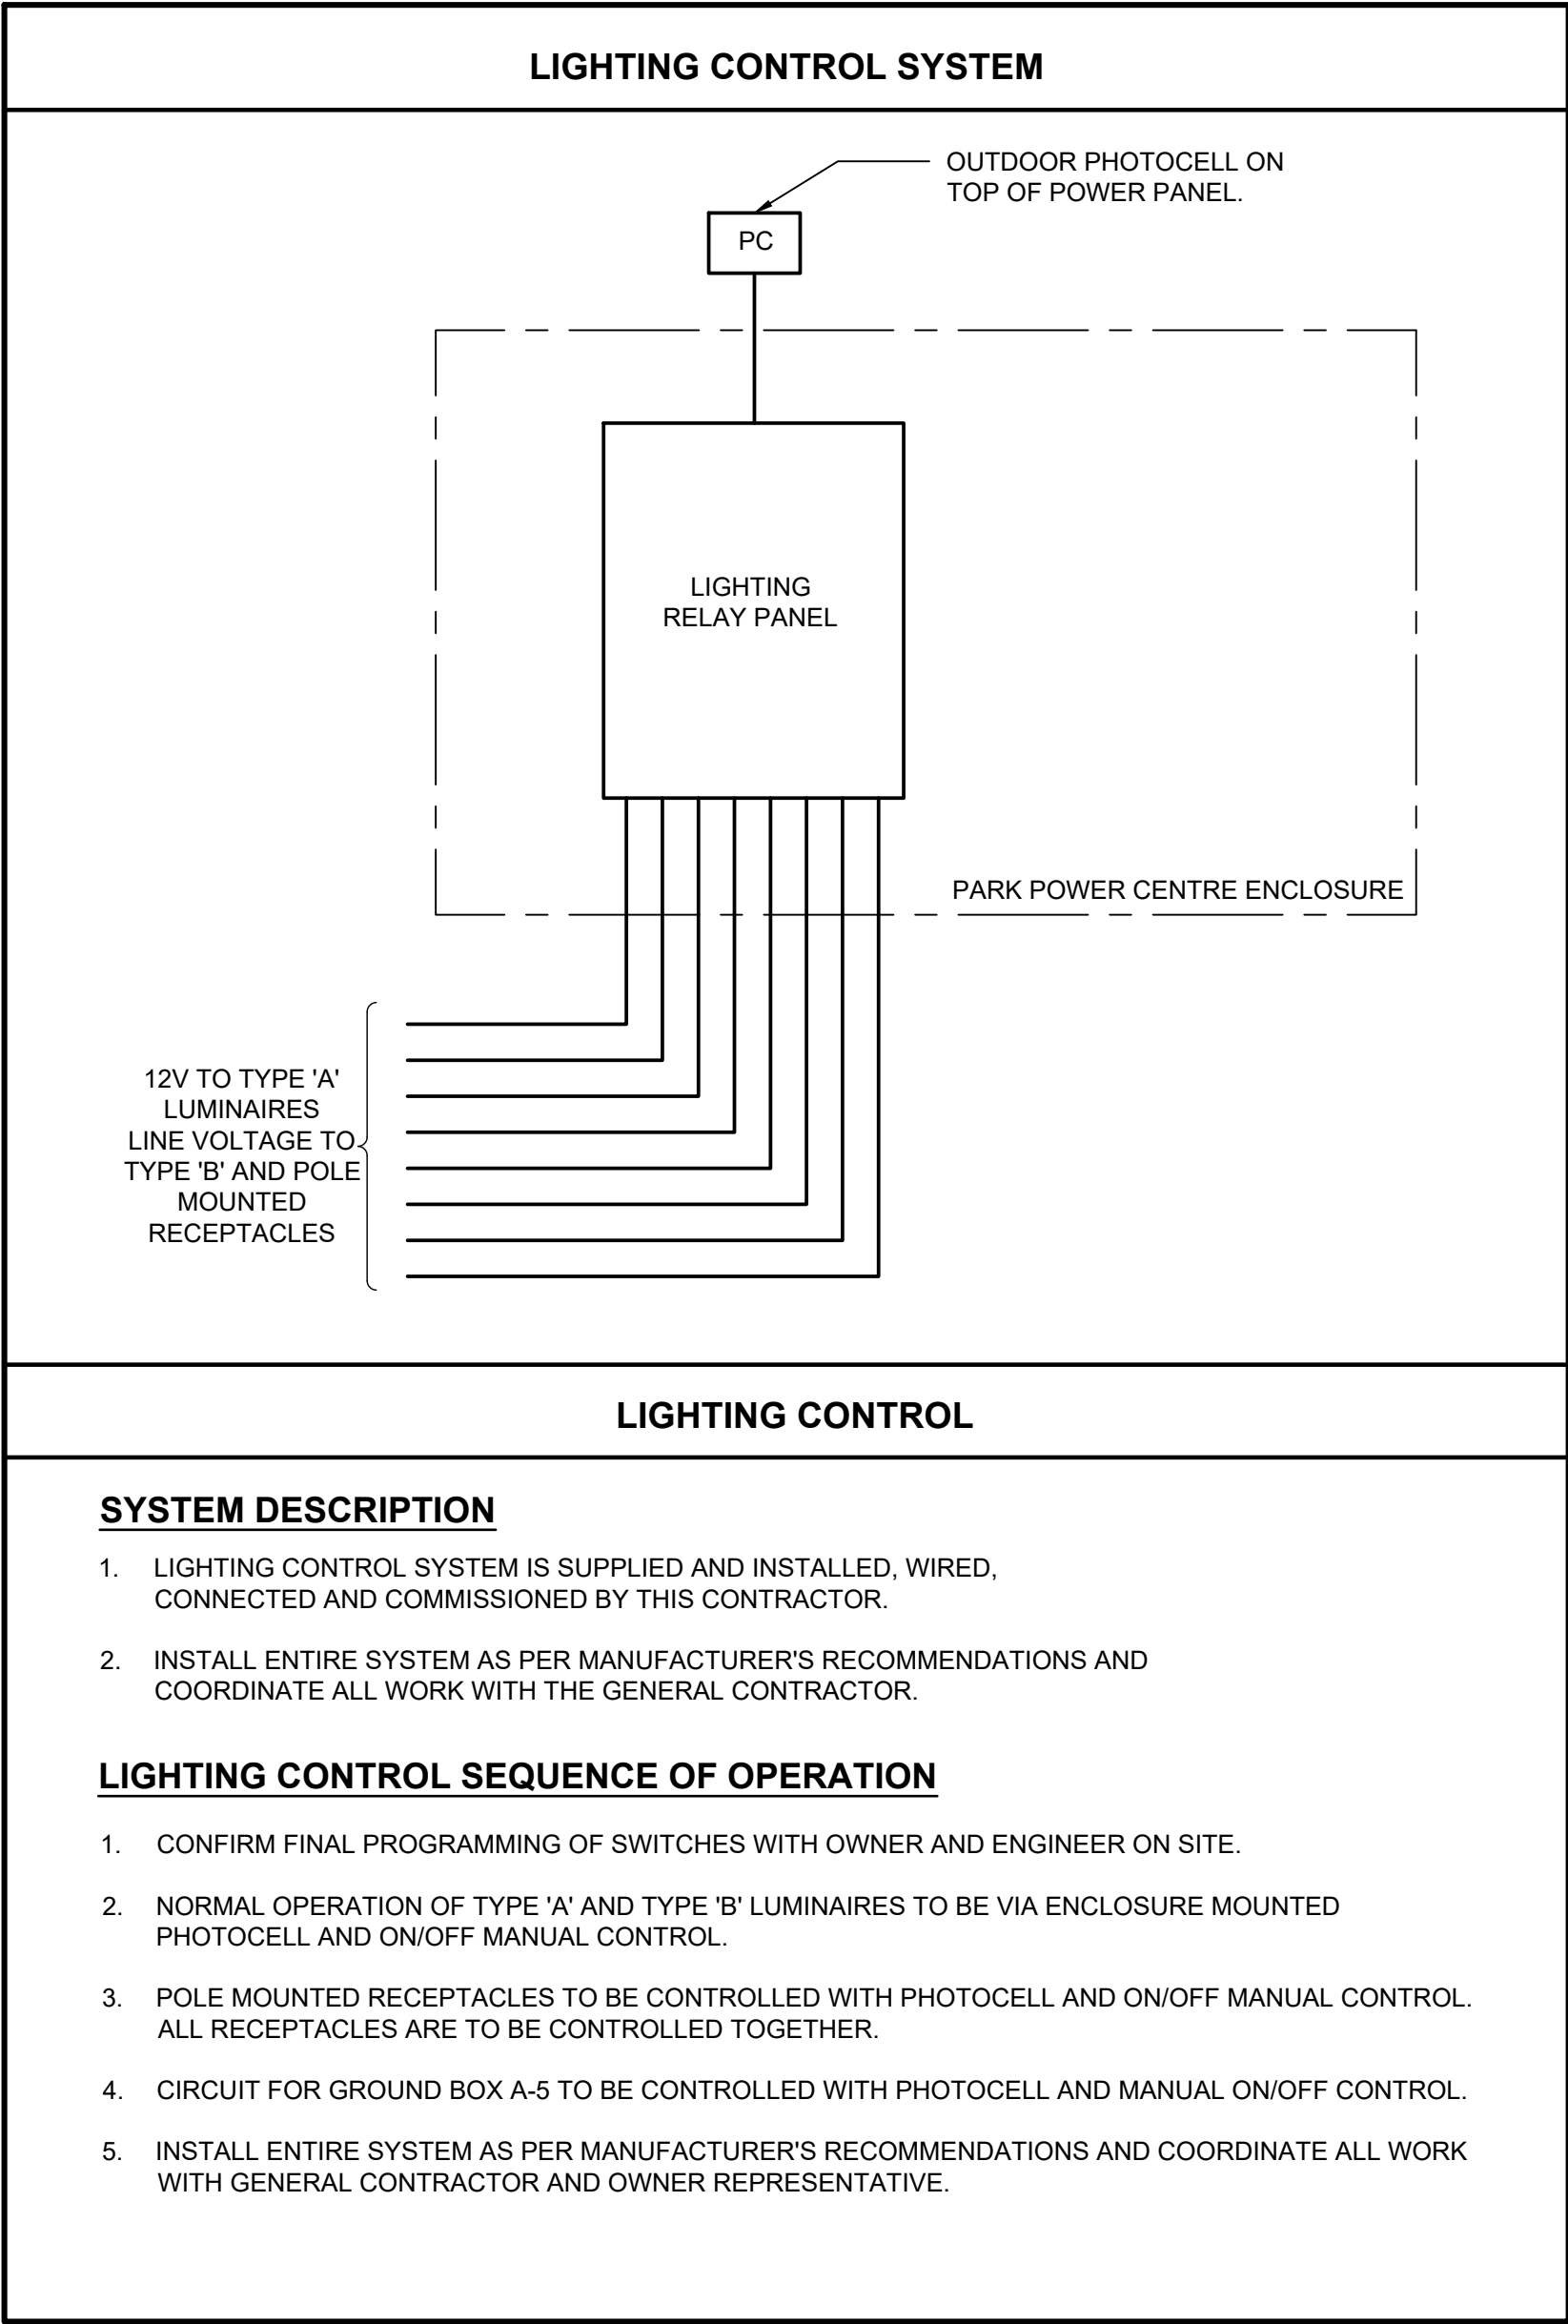 LIGHTING CONTROL SYSTEM
OUTDOOR PHOTOCELL ON
TOP OF POWER PANEL.
PC
LIGHTING
RELAY PANEL
PARK POWER CENTRE ENCLOSURE
12V TO TYPE 'A'
LUMINAIRES
LINE VOLTAGE TO
TYPE 'B' AND POLE
MOUNTED
RECEPTACLES
LIGHTING CONTROL
SYSTEM DESCRIPTION
1. LIGHTING CONTROL SYSTEM IS SUPPLIED AND INSTALLED, WIRED,
CONNECTED AND COMMISSIONED BY THIS CONTRACTOR.
2. INSTALL ENTIRE SYSTEM AS PER MANUFACTURER'S RECOMMENDATIONS AND
COORDINATE ALL WORK WITH THE GENERAL CONTRACTOR.
LIGHTING CONTROL SEQUENCE OF OPERATION
1. CONFIRM FINAL PROGRAMMING OF SWITCHES WITH OWNER AND ENGINEER ON SITE.
2. NORMAL OPERATION OF TYPE 'A' AND TYPE 'B' LUMINAIRES TO BE VIA ENCLOSURE MOUNTED
PHOTOCELL AND ON/OFF MANUAL CONTROL.
3. POLE MOUNTED RECEPTACLES TO BE CONTROLLED WITH PHOTOCELL AND ON/OFF MANUAL CONTROL.
ALL RECEPTACLES ARE TO BE CONTROLLED TOGETHER.
4. CIRCUIT FOR GROUND BOX A-5 TO BE CONTROLLED WITH PHOTOCELL AND MANUAL ON/OFF CONTROL.
5. INSTALL ENTIRE SYSTEM AS PER MANUFACTURER'S RECOMMENDATIONS AND COORDINATE ALL WORK
WITH GENERAL CONTRACTOR AND OWNER REPRESENTATIVE.